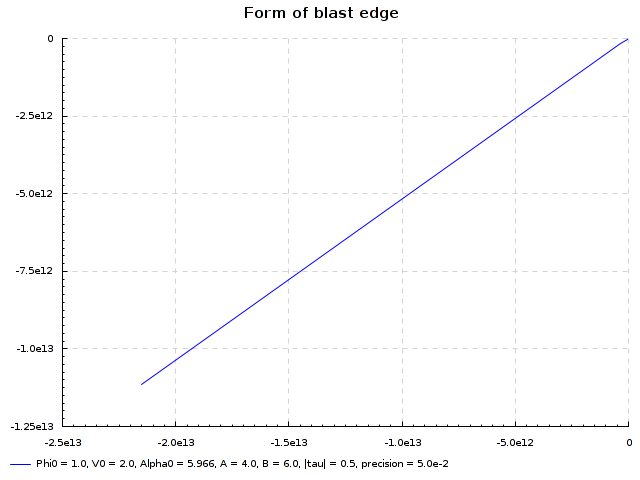 Form of blast edge
0
-2.5e12
-5.0e12
-7.5e12
-1.0e13
-1.25e13
-2.5e13 -2.0e13 -1.5e13 -1.0e13 -5.0e12 0
Phi0 = 1.0, V0 = 2.0, Alpha0 = 5.966, A = 4.0, B = 6.0, |tau| = 0.5, precision = 5.0e-2